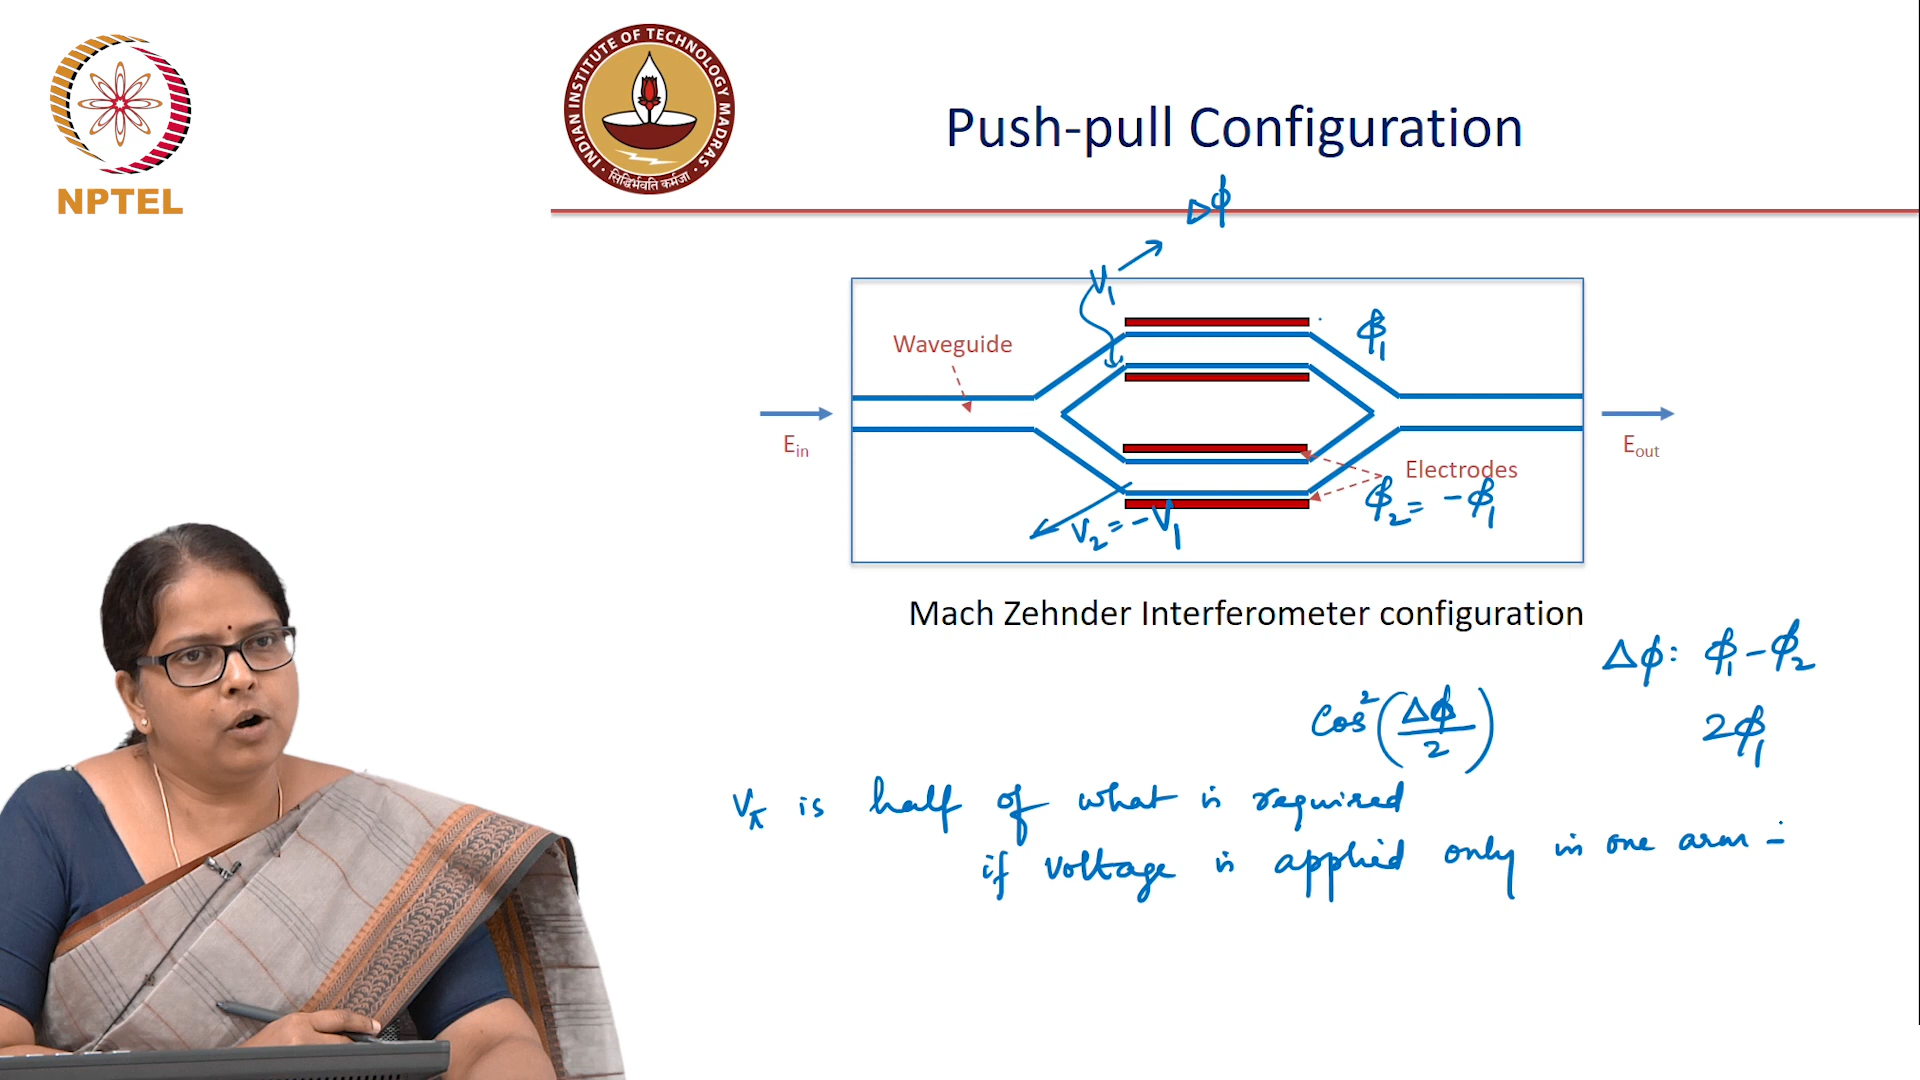 NPTEL
INDIAN INSTITUTE OF TECHNOLOGY MADRAS
सिद्धिर्भवति कर्मजा
Push-pull Configuration
Δφ
V₁
φ₁
Waveguide
E_in
E_out
Electrodes
φ₂ = -φ₁
V₂ = -V₁
Mach Zehnder Interferometer configuration
Δφ: φ₁ - φ₂
Cos²(Δφ/2)
2φ₁
Vπ is half of what is required
if voltage is applied only in one arm -